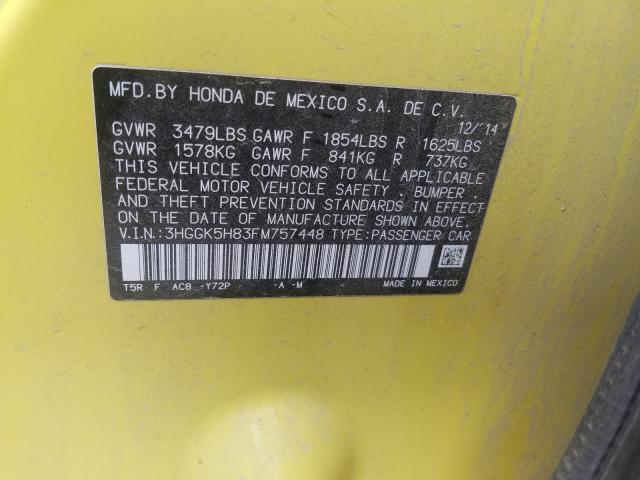 MFD.BY HONDA DE MEXICO S.A. DE C.V.
12/'14
GVWR 3479LBS GAWR F 1854LBS R 1625LBS
GVWR 1578KG GAWR F 841KG R 737KG
THIS VEHICLE CONFORMS TO ALL APPLICABLE
FEDERAL MOTOR VEHICLE SAFETY . BUMPER .
AND THEFT PREVENTION STANDARDS IN EFFECT
ON THE DATE OF MANUFACTURE SHOWN ABOVE.
V.I.N.:3HGGK5H83FM757448 TYPE:PASSENGER CAR
T5R F AC8 -Y72P -A -M MADE IN MEXICO